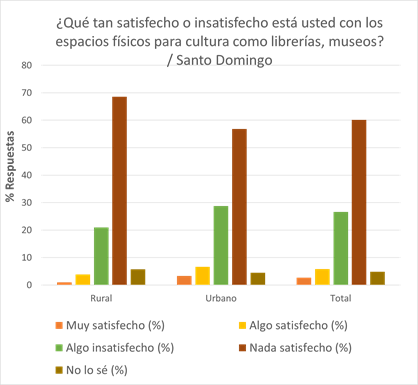 ¿Qué tan satisfecho o insatisfecho está usted con los
espacios físicos para cultura como librerías, museos?
/ Santo Domingo
80
70
60
50
40
30
20
10
0
% Respuestas
Rural Urbano Total
Muy satisfecho (%) Algo satisfecho (%)
Algo insatisfecho (%) Nada satisfecho (%)
No lo sé (%)